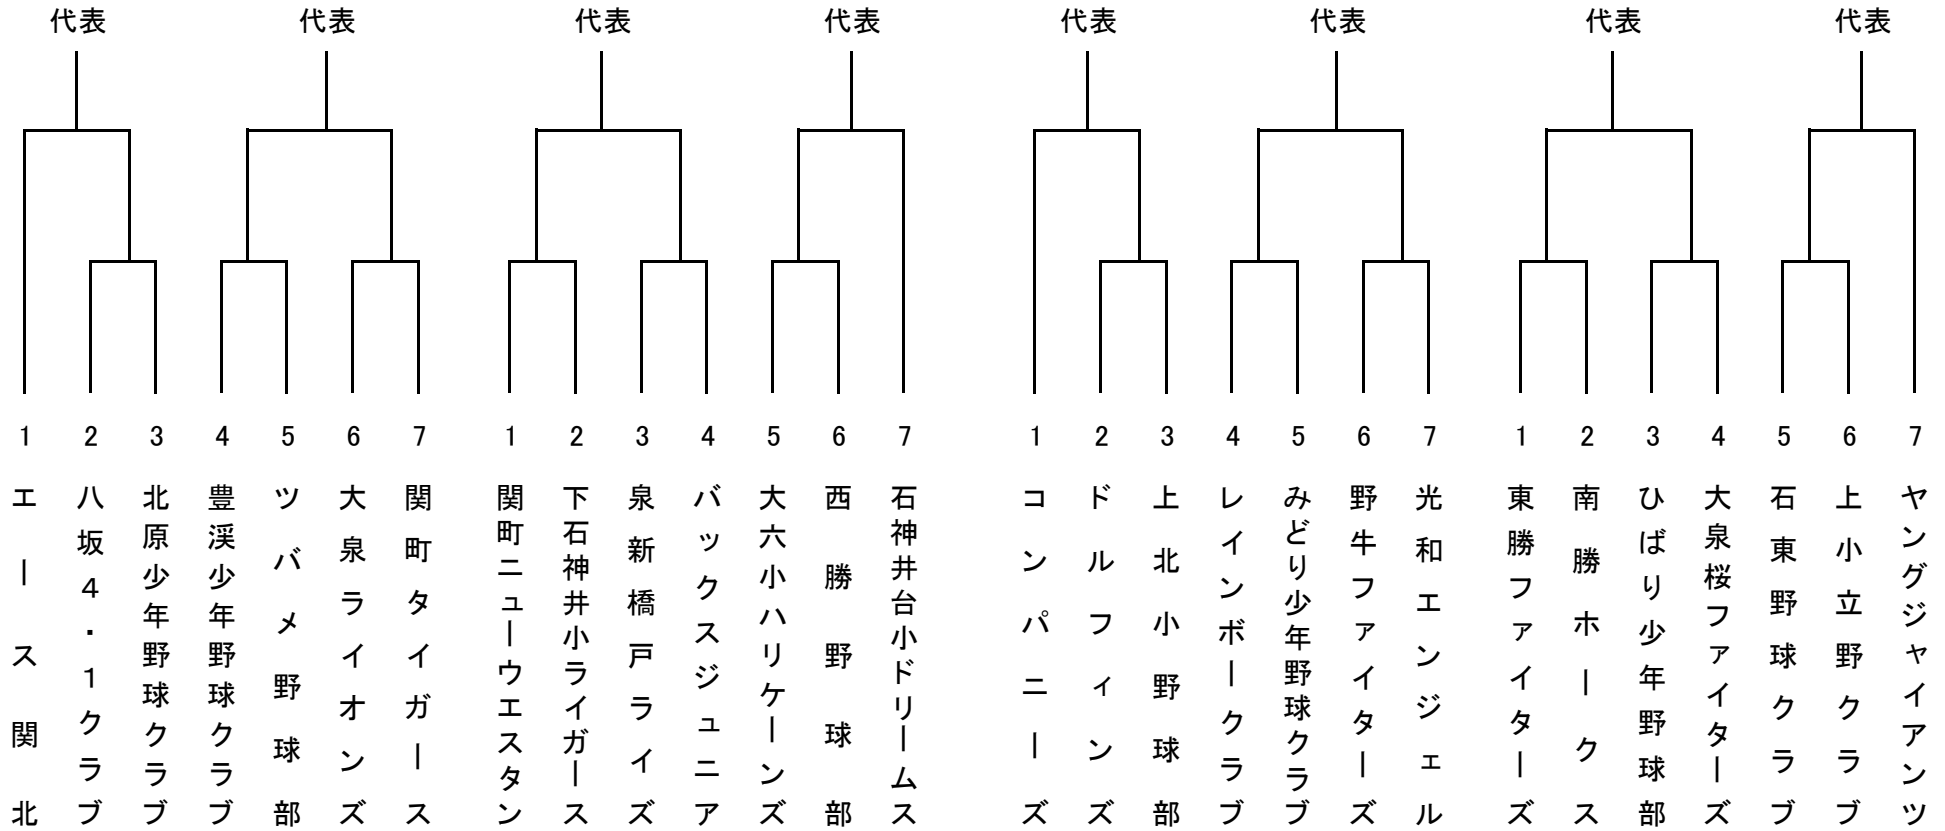 代表 代表 代表 代表 代表 代表 代表 代表
1 2 3 4 5 6 7 1 2 3 4 5 6 7 1 2 3 4 5 6 7 1 2 3 4 5 6 7
エース関北
八坂4・1クラブ
北原少年野球クラブ
豊渓少年野球クラブ
ツバメ野球部
大泉ライオンズ
関町タイガース
関町ニューウエスタン
下石神井小ライガース
泉新橋戸ライズ
バックスジュニア
大六小ハリケーンズ
西勝野球部
石神井台小ドリームス
コンパニーズ
ドルフィンズ
上北小野球部
レインボークラブ
みどり少年野球クラブ
野牛ファイターズ
光和エンジェル
東勝ファイターズ
南勝ホークス
ひばり少年野球部
大泉桜ファイターズ
石東野球クラブ
上小立野クラブ
ヤングジャイアンツ